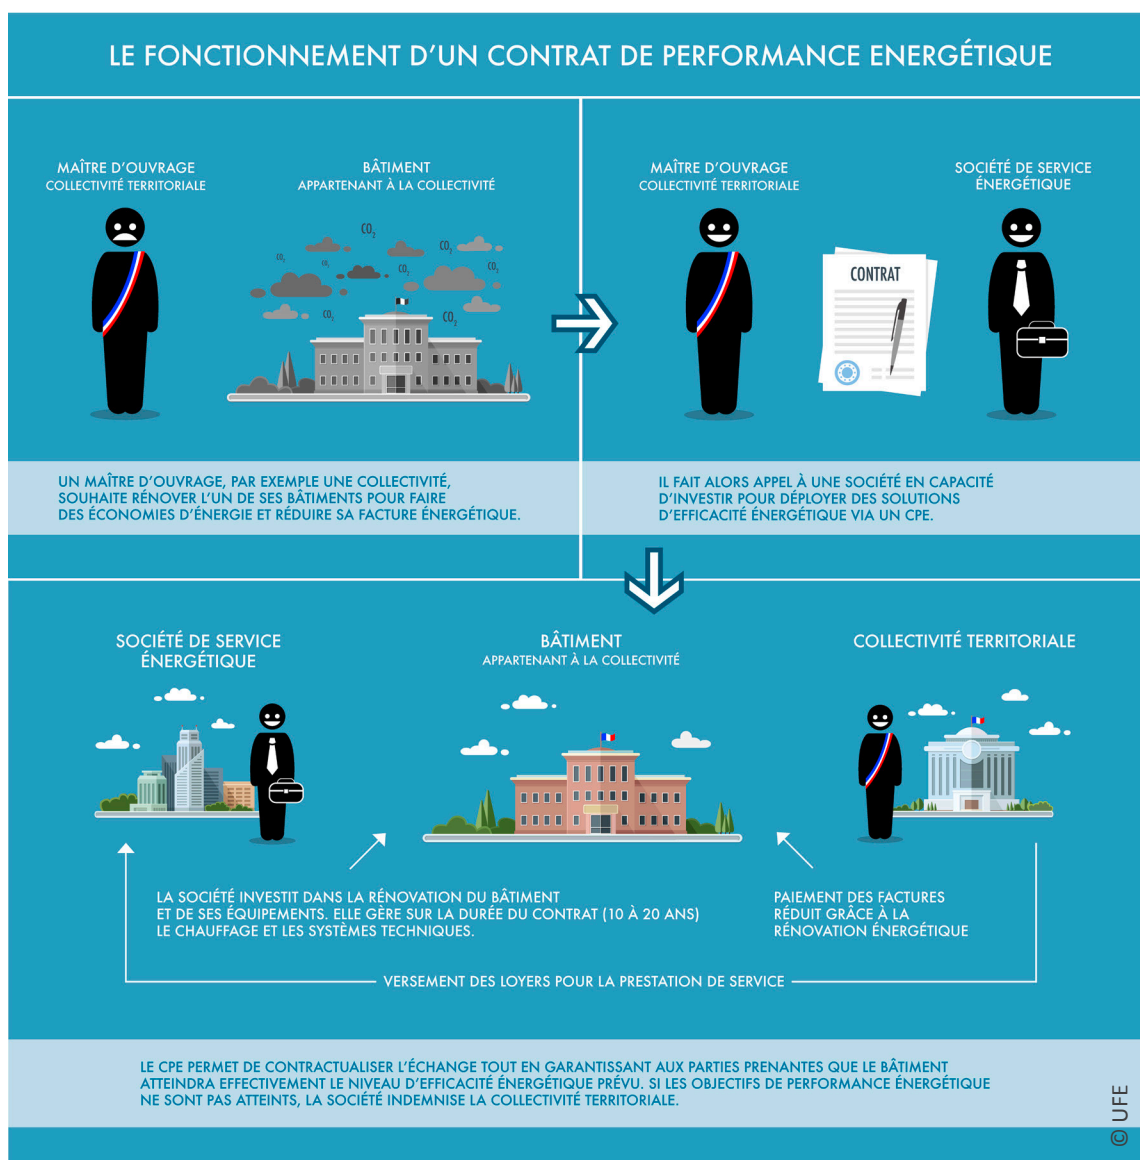 LE FONCTIONNEMENT D'UN CONTRAT DE PERFORMANCE ENERGÉTIQUE
MAÎTRE D'OUVRAGE
COLLECTIVITÉ TERRITORIALE
BÂTIMENT
APPARTENANT À LA COLLECTIVITÉ
CO2
CO2
CO2
CO2
CO2
CO2
CO2
CO2
UN MAÎTRE D'OUVRAGE, PAR EXEMPLE UNE COLLECTIVITÉ,
SOUHAITE RÉNOVER L'UN DE SES BÂTIMENTS POUR FAIRE
DES ÉCONOMIES D'ÉNERGIE ET RÉDUIRE SA FACTURE ÉNERGÉTIQUE.
MAÎTRE D'OUVRAGE
COLLECTIVITÉ TERRITORIALE
SOCIÉTÉ DE SERVICE
ÉNERGÉTIQUE
CONTRAT
IL FAIT ALORS APPEL À UNE SOCIÉTÉ EN CAPACITÉ
D'INVESTIR POUR DÉPLOYER DES SOLUTIONS
D'EFFICACITÉ ÉNERGÉTIQUE VIA UN CPE.
SOCIÉTÉ DE SERVICE
ÉNERGÉTIQUE
BÂTIMENT
APPARTENANT À LA COLLECTIVITÉ
COLLECTIVITÉ TERRITORIALE
LA SOCIÉTÉ INVESTIT DANS LA RÉNOVATION DU BÂTIMENT
ET DE SES ÉQUIPEMENTS. ELLE GÈRE SUR LA DURÉE DU CONTRAT (10 À 20 ANS)
LE CHAUFFAGE ET LES SYSTÈMES TECHNIQUES.
PAIEMENT DES FACTURES
RÉDUIT GRÂCE À LA
RÉNOVATION ÉNERGÉTIQUE
VERSEMENT DES LOYERS POUR LA PRESTATION DE SERVICE
LE CPE PERMET DE CONTRACTUALISER L'ÉCHANGE TOUT EN GARANTISSANT AUX PARTIES PRENANTES QUE LE BÂTIMENT
ATTEINDRA EFFECTIVEMENT LE NIVEAU D'EFFICACITÉ ÉNERGÉTIQUE PRÉVU. SI LES OBJECTIFS DE PERFORMANCE ÉNERGÉTIQUE
NE SONT PAS ATTEINTS, LA SOCIÉTÉ INDEMNISE LA COLLECTIVITÉ TERRITORIALE.
© UFE